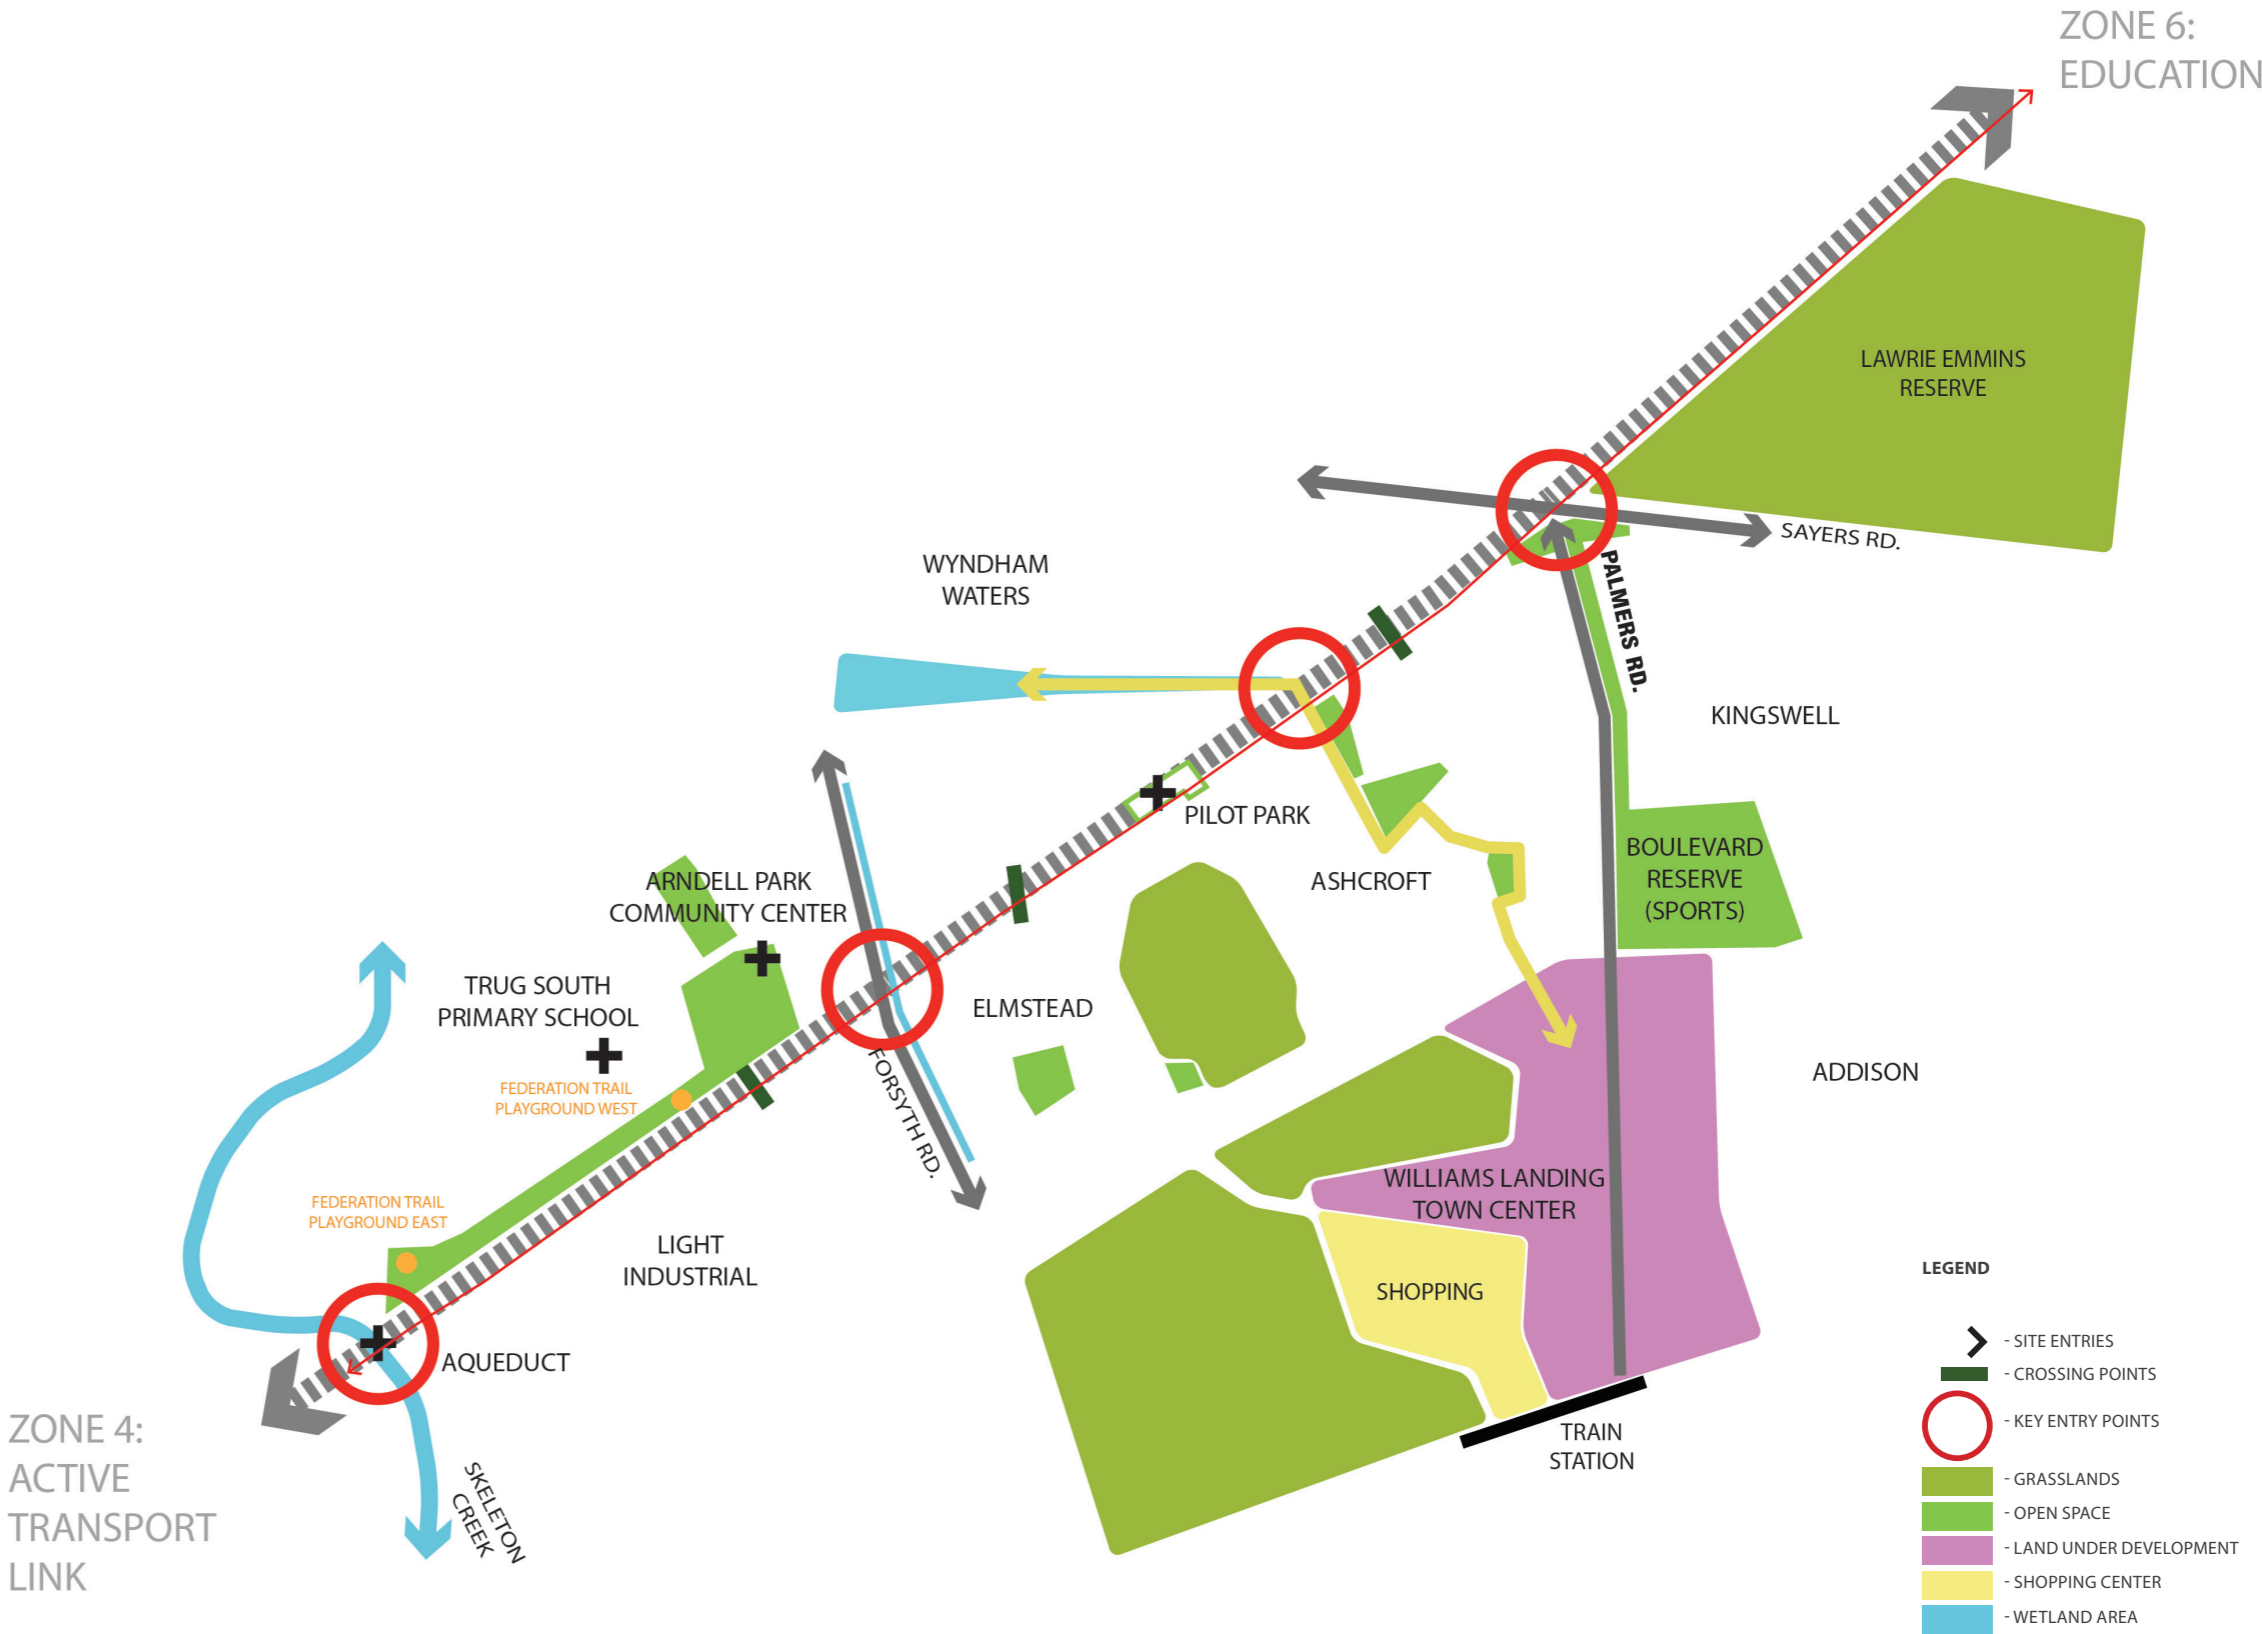 ZONE 6:
EDUCATION
LAWRIE EMMINS
RESERVE
SAYERS RD.
WYNDHAM
WATERS
PALMERS RD.
KINGSWELL
PILOT PARK
BOULEVARD
RESERVE
(SPORTS)
ARNDELL PARK
COMMUNITY CENTER
ASHCROFT
TRUG SOUTH
PRIMARY SCHOOL
ELMSTEAD
FEDERATION TRAIL
PLAYGROUND WEST
FORSYTH RD.
ADDISON
WILLIAMS LANDING
TOWN CENTER
FEDERATION TRAIL
PLAYGROUND EAST
LIGHT
INDUSTRIAL
SHOPPING
AQUEDUCT
TRAIN
STATION
ZONE 4:
ACTIVE
TRANSPORT
LINK
SKELETON
CREEK
LEGEND
- SITE ENTRIES
- CROSSING POINTS
- KEY ENTRY POINTS
- GRASSLANDS
- OPEN SPACE
- LAND UNDER DEVELOPMENT
- SHOPPING CENTER
- WETLAND AREA